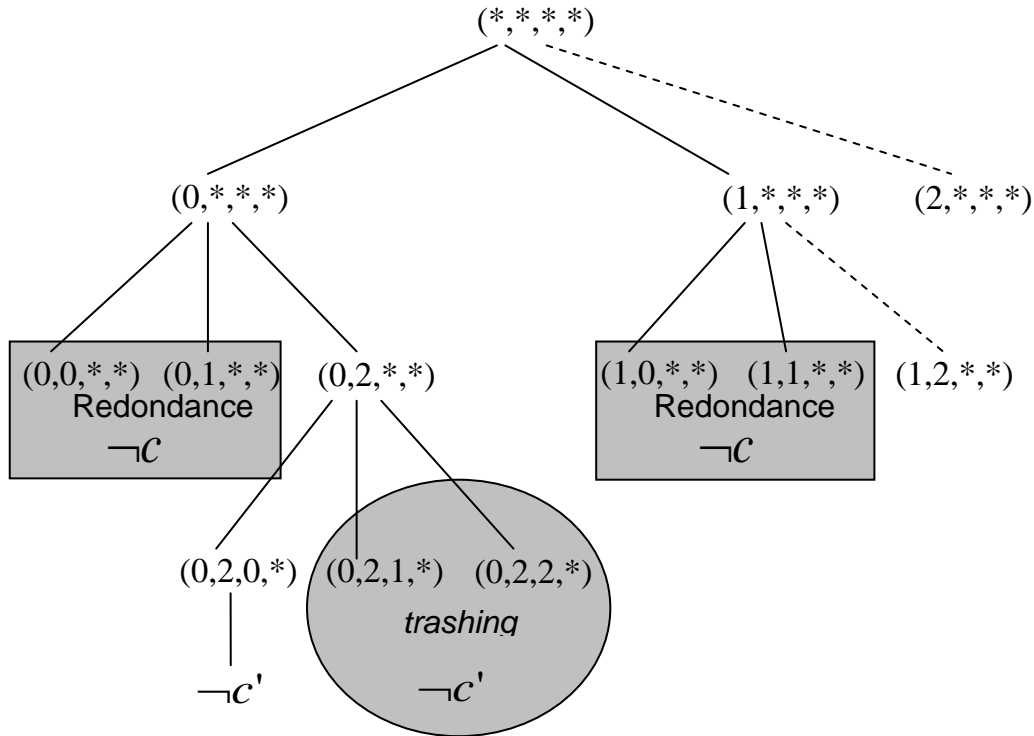 (*,*,*,*)
(0,*,*,*) (1,*,*,*) (2,*,*,*)
(0,0,*,*) (0,1,*,*) (0,2,*,*) (1,0,*,*) (1,1,*,*) (1,2,*,*)
Redondance Redondance
¬c ¬c
(0,2,0,*) (0,2,1,*) (0,2,2,*)
trashing
¬c' ¬c'